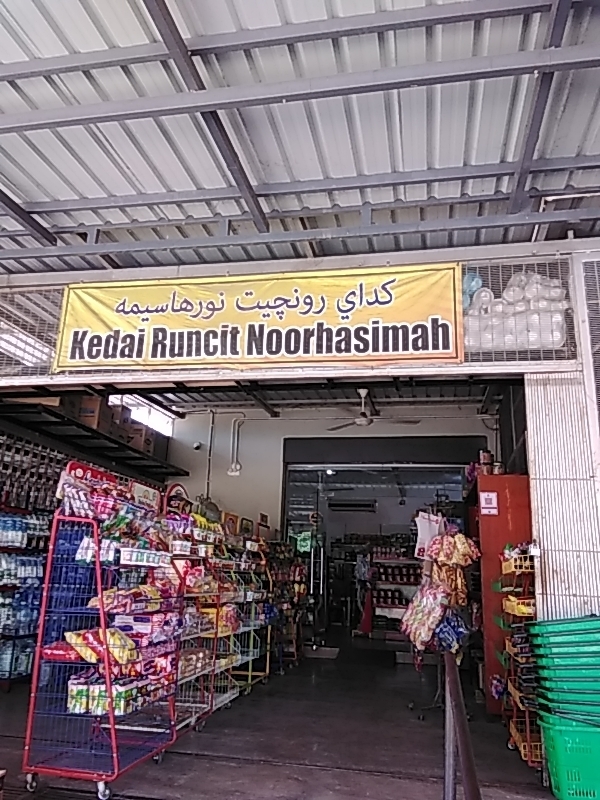 كداي رونچيت نورهاسيمه
Kedai Runcit Noorhasimah